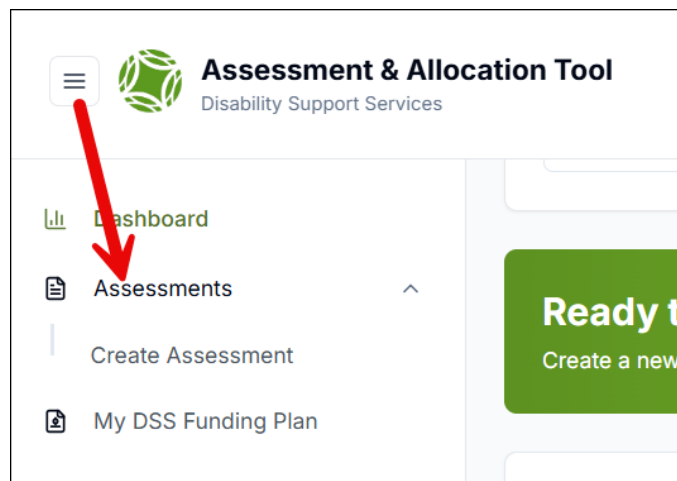 Assessment & Allocation Tool
Disability Support Services
Dashboard
Assessments
Create Assessment
My DSS Funding Plan
Ready t
Create a new